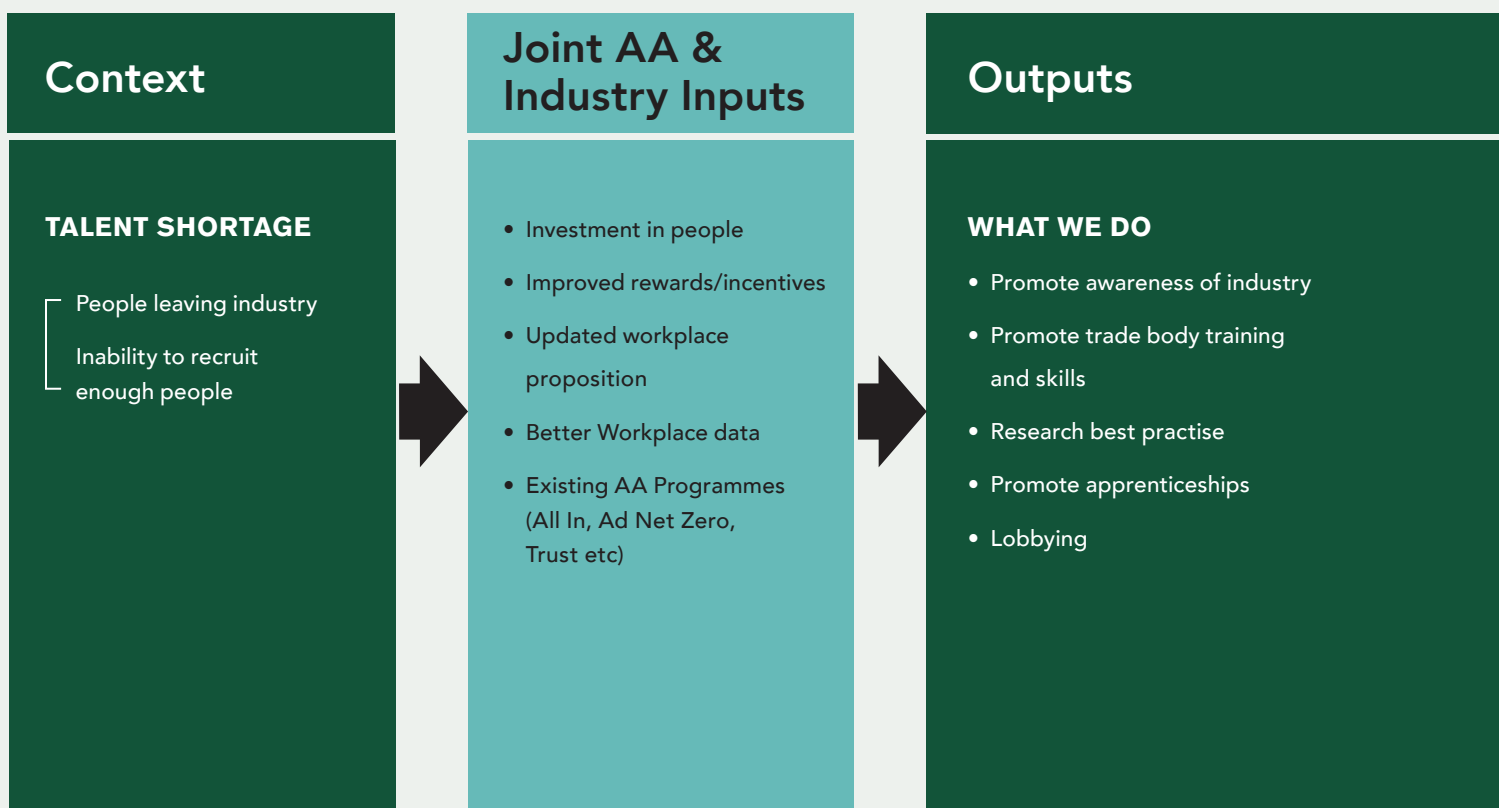 Context
TALENT SHORTAGE
People leaving industry
Inability to recruit
enough people
Joint AA &
Industry Inputs
• Investment in people
• Improved rewards/incentives
• Updated workplace
proposition
• Better Workplace data
• Existing AA Programmes
(All In, Ad Net Zero,
Trust etc)
Outputs
WHAT WE DO
• Promote awareness of industry
• Promote trade body training
and skills
• Research best practise
• Promote apprenticeships
• Lobbying